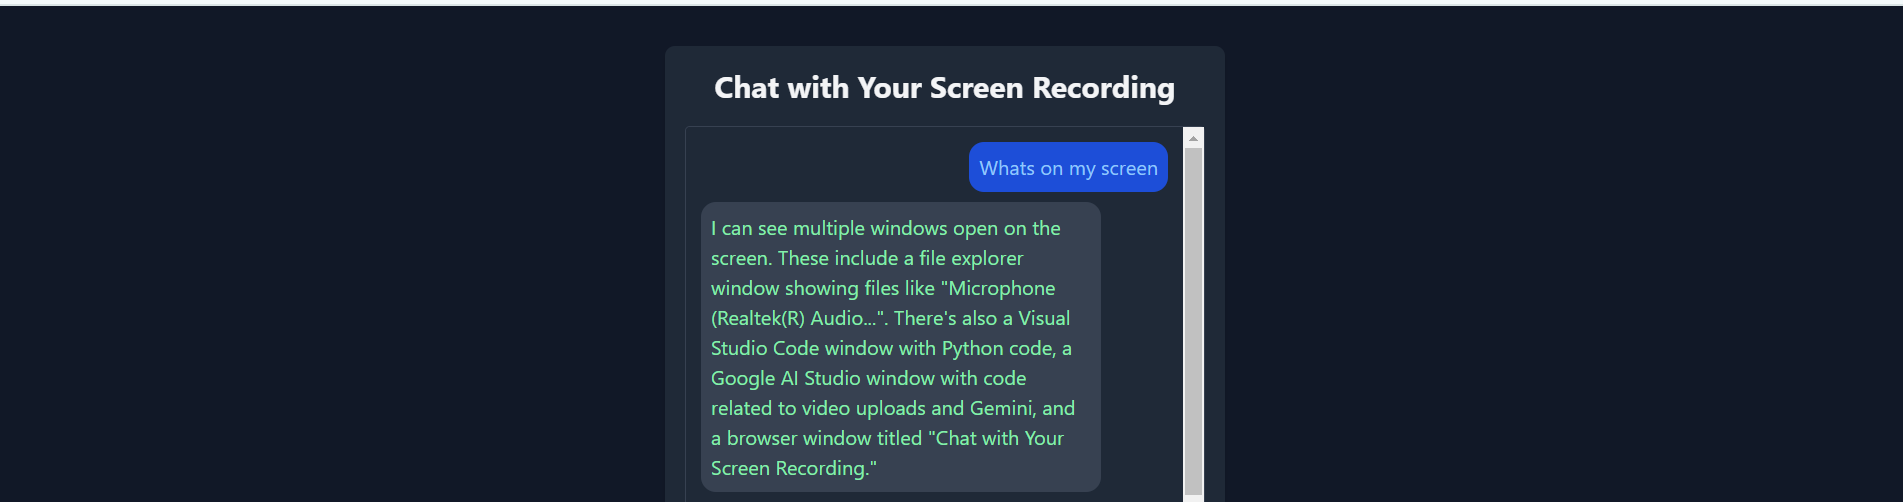 Chat with Your Screen Recording
Whats on my screen
I can see multiple windows open on the
screen. These include a file explorer
window showing files like "Microphone
(Realtek(R) Audio...". There's also a Visual
Studio Code window with Python code, a
Google AI Studio window with code
related to video uploads and Gemini, and
a browser window titled "Chat with Your
Screen Recording."